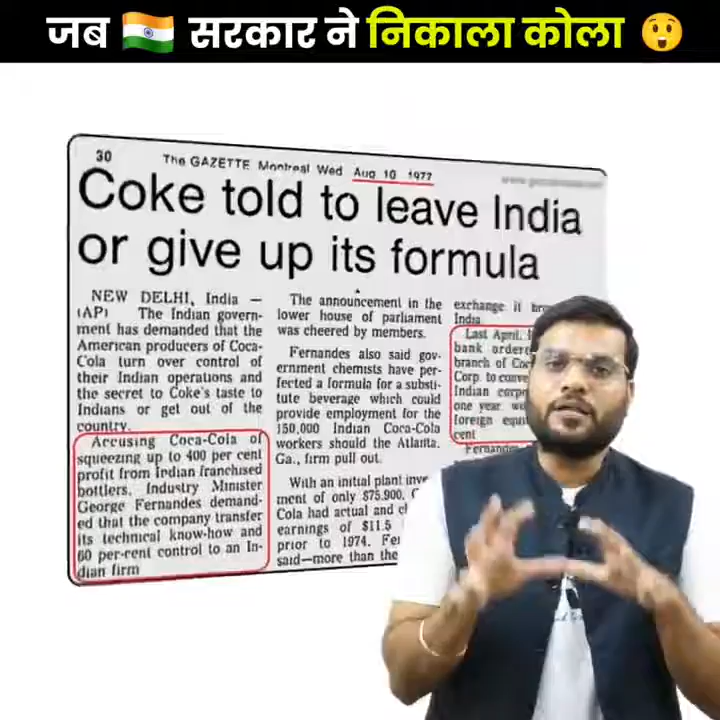 जब 🇮🇳 सरकार ने निकाला कोला 😲
30 The GAZETTE Montreal Wed Aug 10 1977
Coke told to leave India
or give up its formula
NEW DELHI, India —
(AP) The Indian govern-
ment has demanded that the
American producers of Coca-
Cola turn over control of
their Indian operations and
the secret to Coke's taste to
Indians or get out of the
country.
Accusing Coca-Cola of
squeezing up to 400 per cent
profit from Indian franchised
bottlers, Industry Minister
George Fernandes demand-
ed that the company transfer
its technical know-how and
60 per-cent control to an In-
dian firm
The announcement in the
lower house of parliament
was cheered by members.
Fernandes also said gov-
ernment chemists have per-
fected a formula for a substi-
tute beverage which could
provide employment for the
150,000 Indian Coca-Cola
workers should the Atlanta,
Ga., firm pull out.
With an initial plant inve
ment of only $75,900,
Cola had actual and
earnings of $11.5
prior to 1974. Fer
said—more than the
exchange it
India
Last April,
bank ordere
branch of
Corp. to conve
Indian corp
one year
foreign equi
cent
Fernande